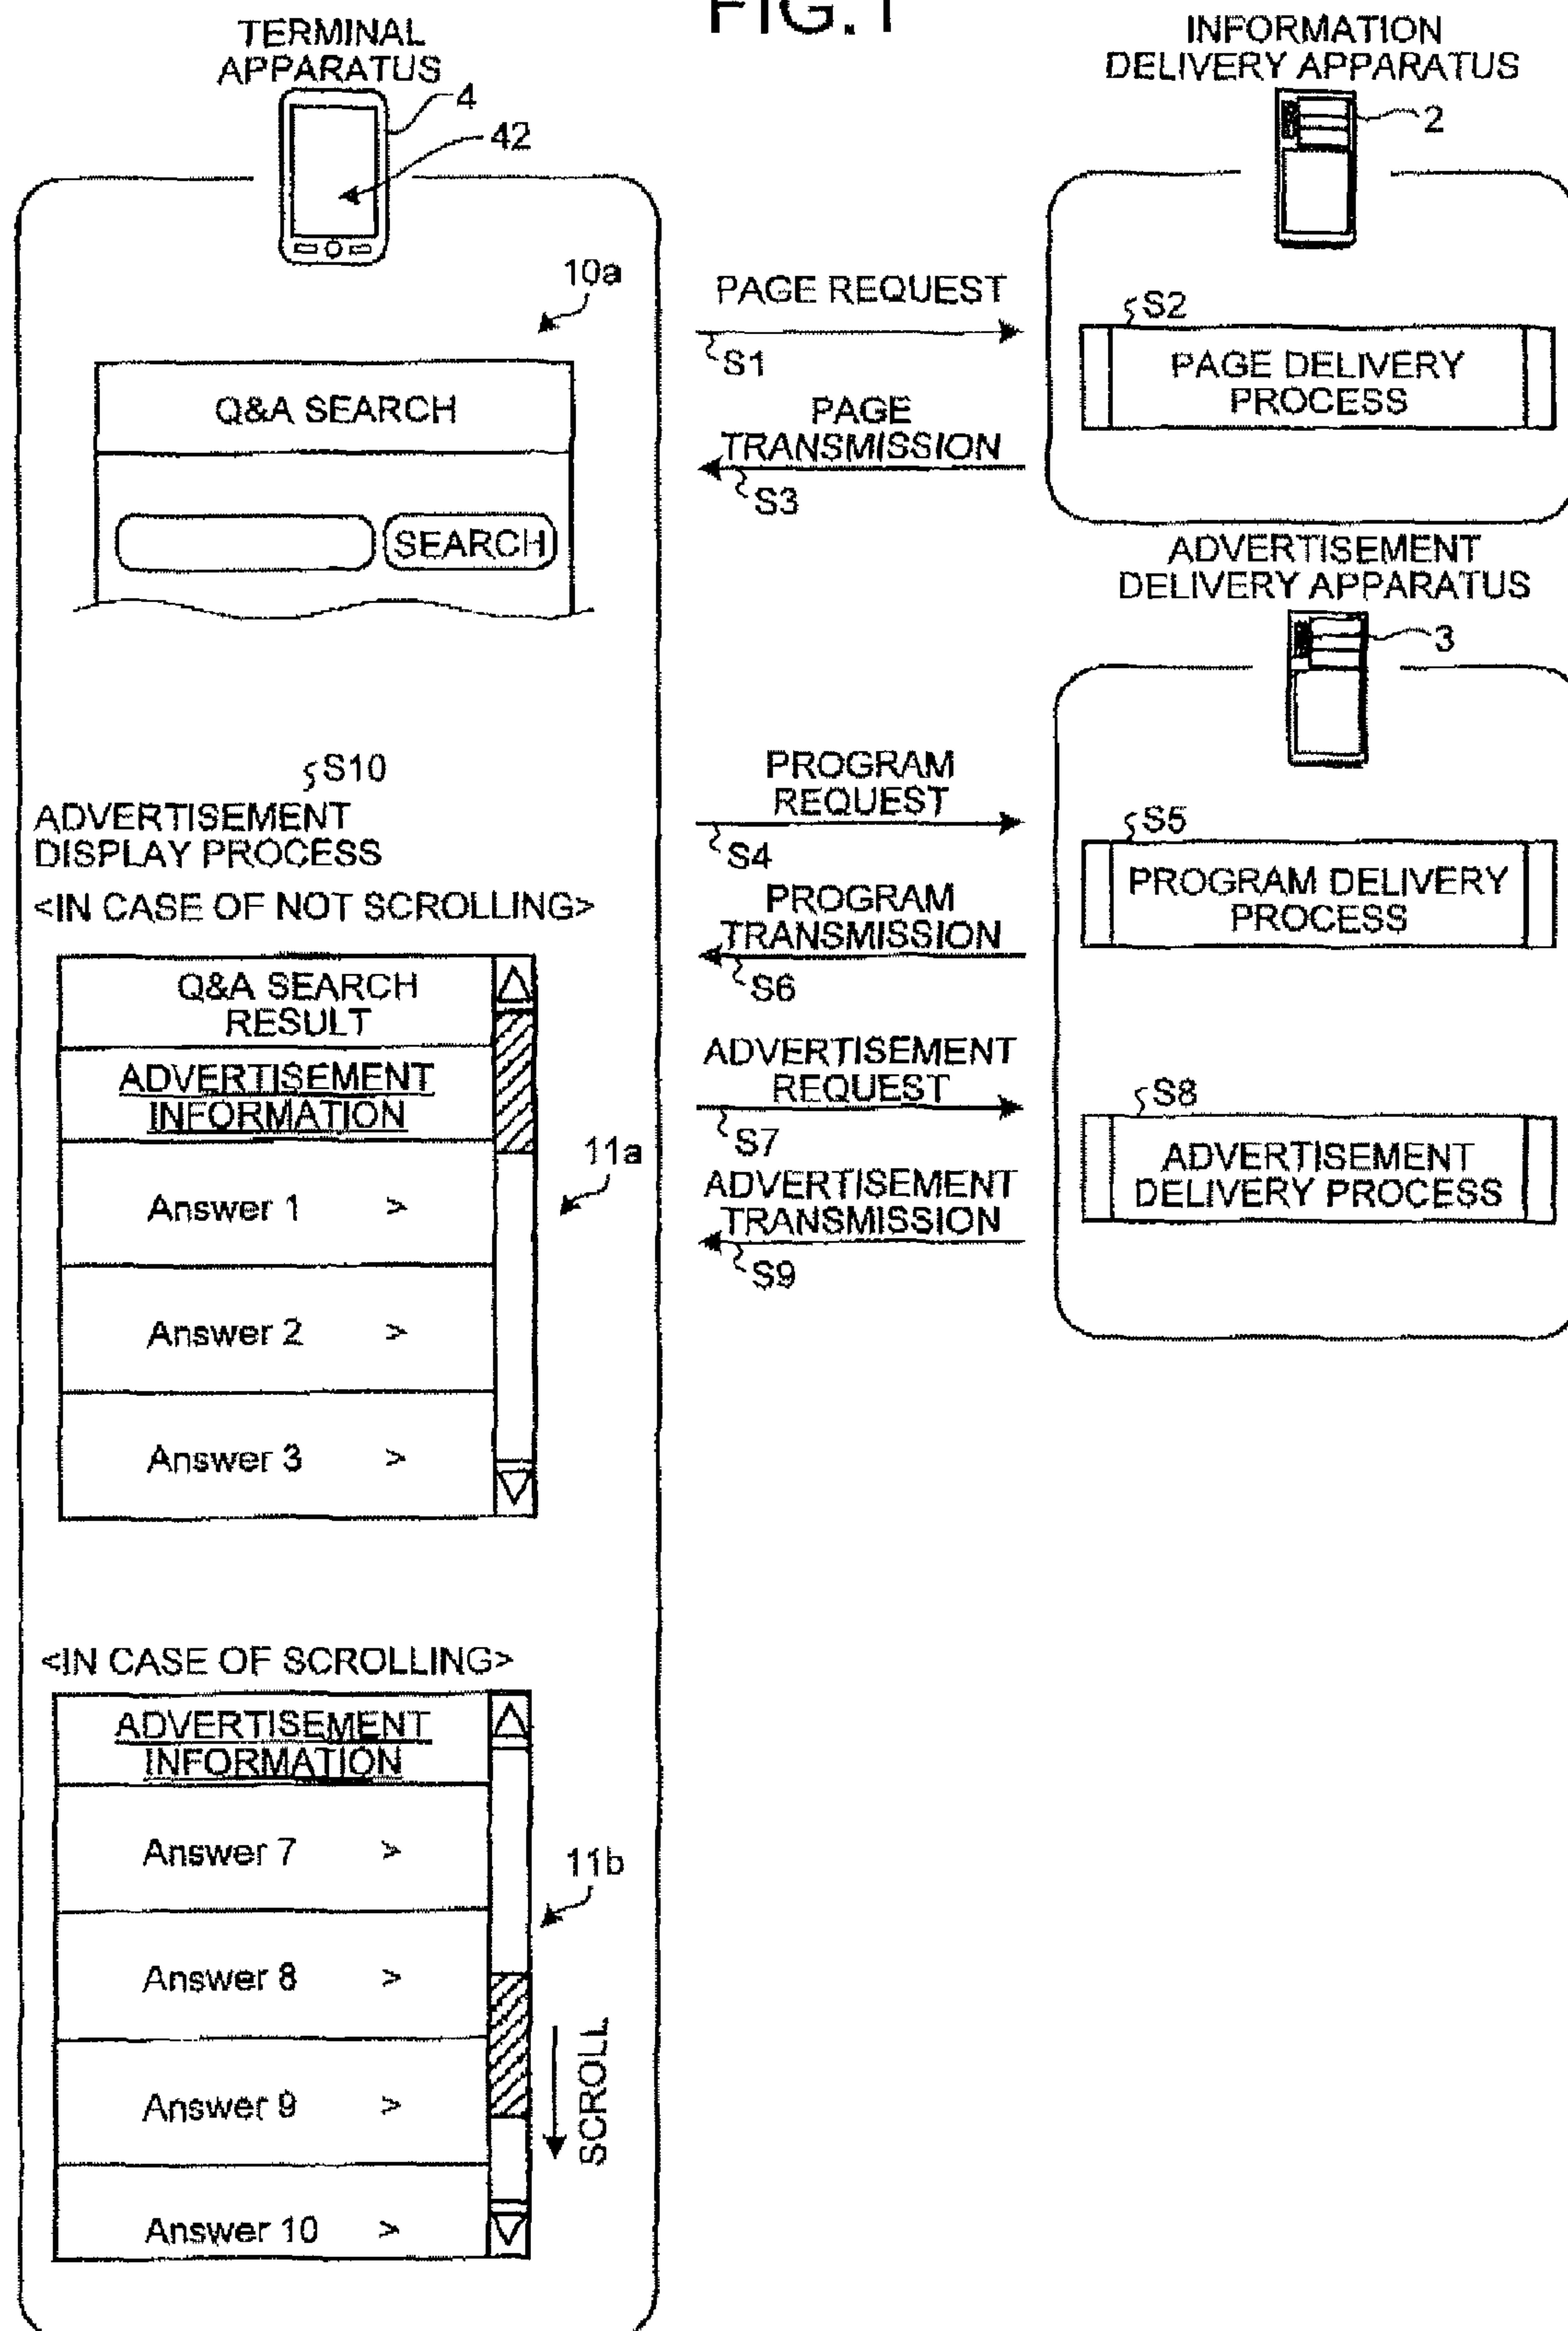 FIG.1
TERMINAL
APPARATUS
4
42
INFORMATION
DELIVERY APPARATUS
2
10a
PAGE REQUEST
S1
S2
PAGE DELIVERY
PROCESS
Q&A SEARCH
PAGE
TRANSMISSION
S3
SEARCH
ADVERTISEMENT
DELIVERY APPARATUS
3
S10
ADVERTISEMENT
DISPLAY PROCESS
<IN CASE OF NOT SCROLLING>
PROGRAM
REQUEST
S4
S5
PROGRAM DELIVERY
PROCESS
PROGRAM
TRANSMISSION
S6
Q&A SEARCH
RESULT
ADVERTISEMENT
INFORMATION
Answer 1 >
Answer 2 >
Answer 3 >
11a
ADVERTISEMENT
REQUEST
S7
S8
ADVERTISEMENT
DELIVERY PROCESS
ADVERTISEMENT
TRANSMISSION
S9
<IN CASE OF SCROLLING>
ADVERTISEMENT
INFORMATION
Answer 7 >
Answer 8 >
Answer 9 >
Answer 10 >
11b
SCROLL